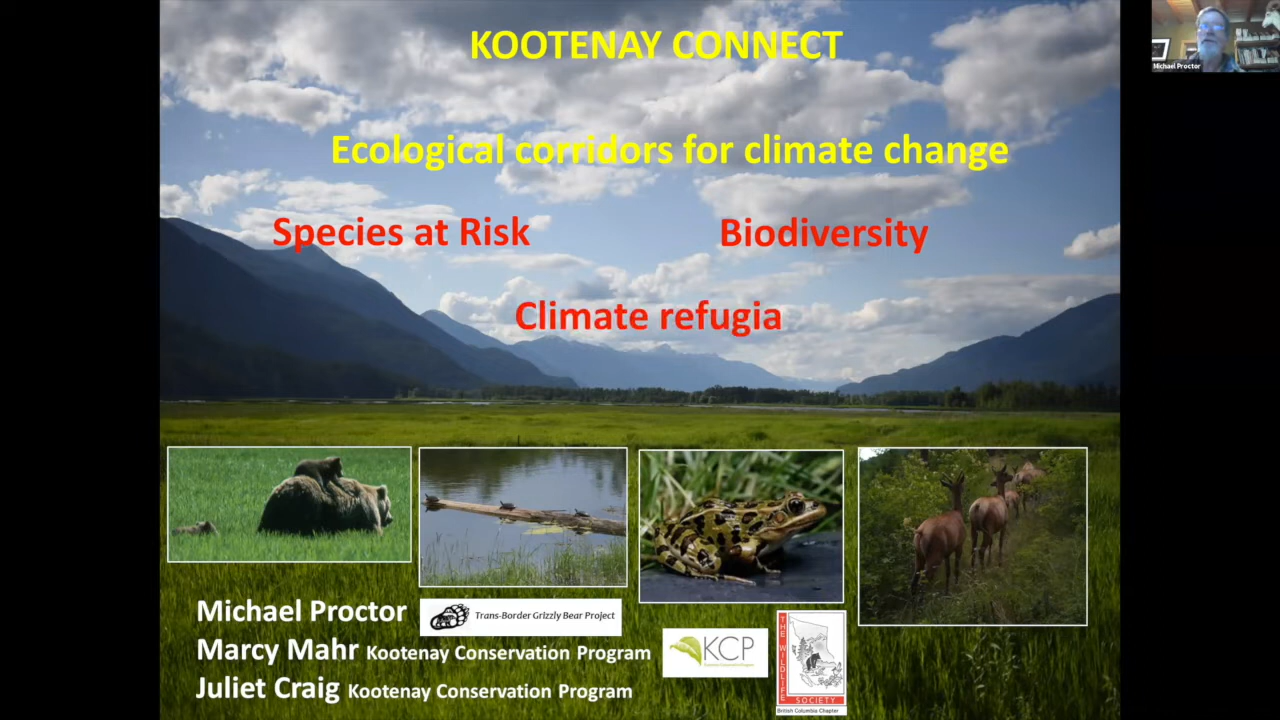 KOOTENAY CONNECT
Michael Proctor
Ecological corridors for climate change
Species at Risk
Biodiversity
Climate refugia
Michael Proctor
Trans-Border Grizzly Bear Project
Marcy Mahr Kootenay Conservation Program
KCP
Juliet Craig Kootenay Conservation Program
THE WILDLIFE
SOCIETY
British Columbia Chapter